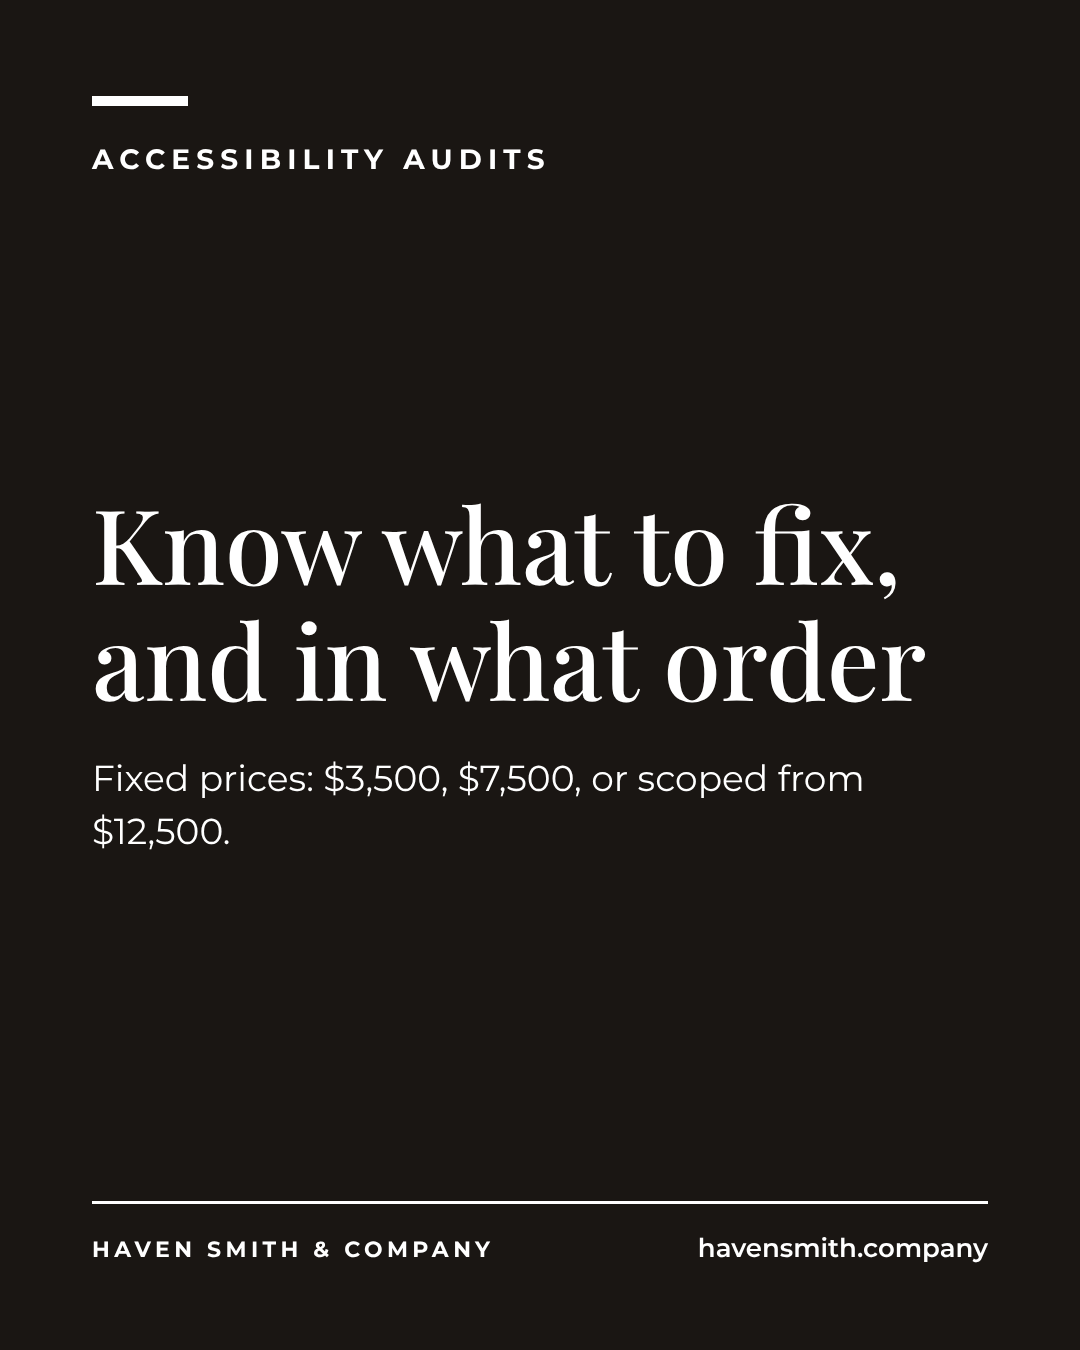 ACCESSIBILITY AUDITS
Know what to fix,
and in what order
Fixed prices: $3,500, $7,500, or scoped from
$12,500.
HAVEN SMITH & COMPANY
havensmith.company